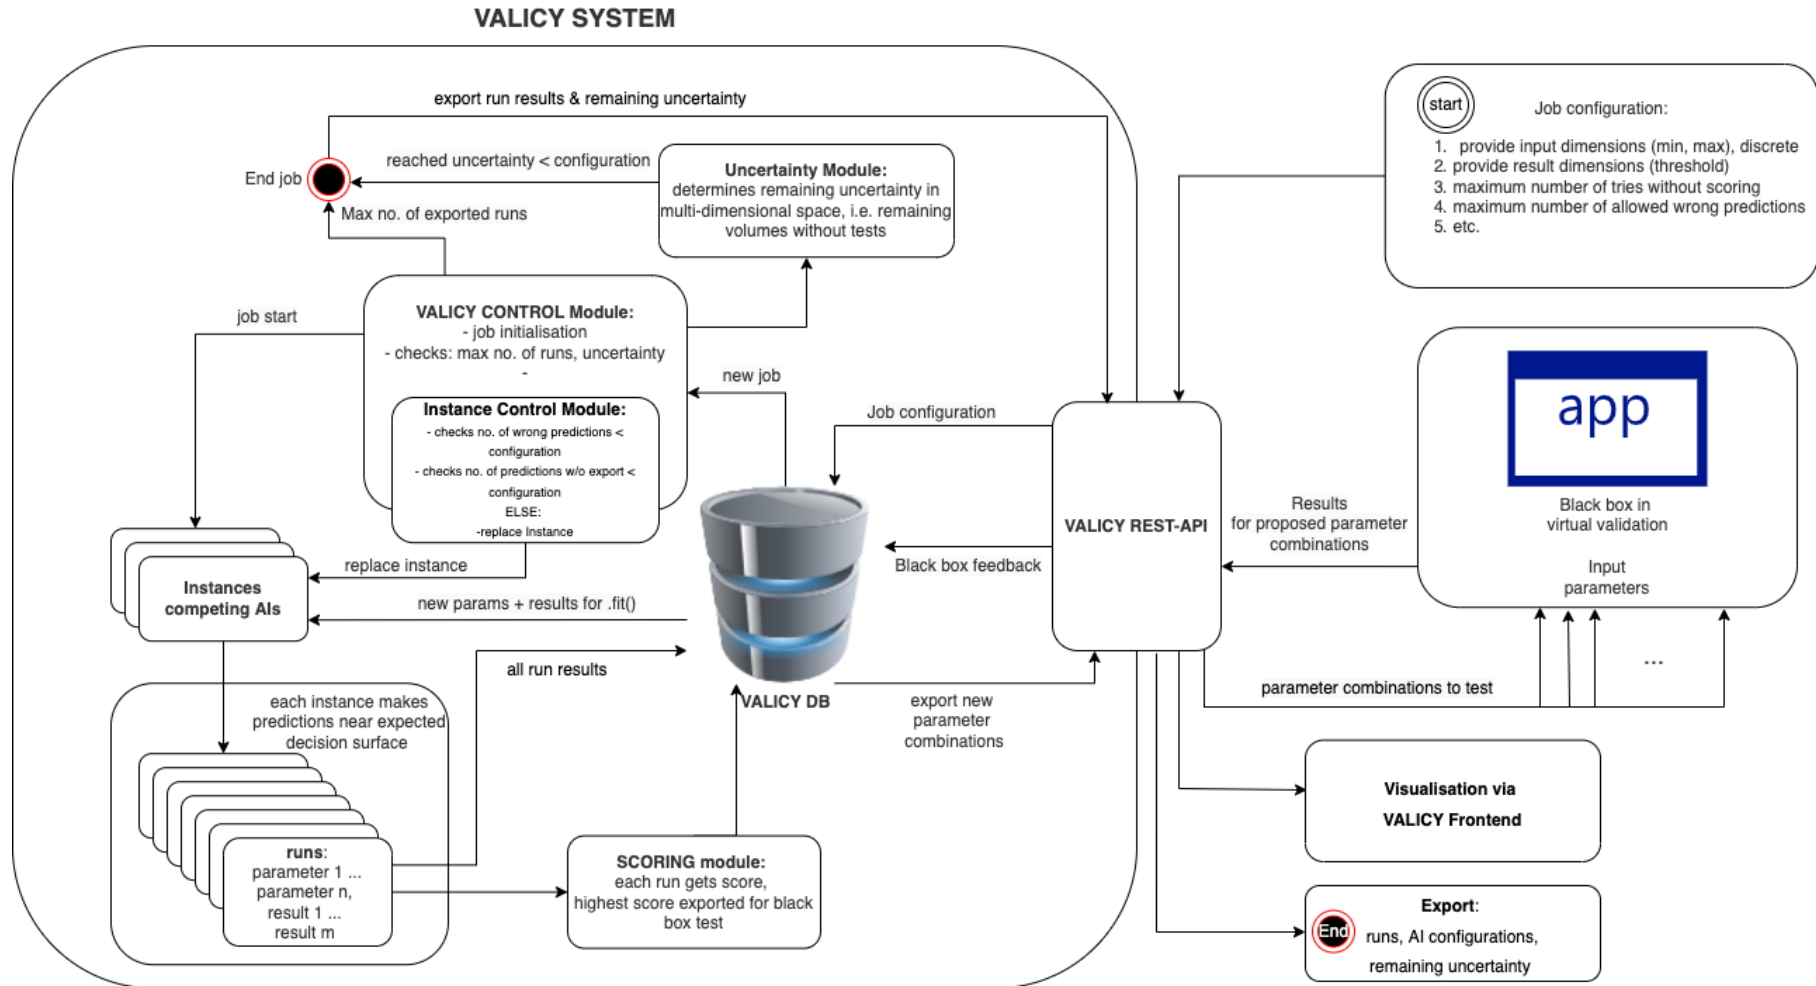 VALICY SYSTEM
export run results & remaining uncertainty
reached uncertainty < configuration
End job
Max no. of exported runs
Uncertainty Module:
determines remaining uncertainty in
multi-dimensional space, i.e. remaining
volumes without tests
start
Job configuration:
1. provide input dimensions (min, max), discrete
2. provide result dimensions (threshold)
3. maximum number of tries without scoring
4. maximum number of allowed wrong predictions
5. etc.
job start
VALICY CONTROL Module:
- job initialisation
- checks: max no. of runs, uncertainty
-
Instance Control Module:
- checks no. of wrong predictions <
configuration
- checks no. of predictions w/o export <
configuration
ELSE:
-replace Instance
new job
Job configuration
app
Black box in
virtual validation
Input
parameters
Results
for proposed parameter
combinations
VALICY REST-API
Black box feedback
replace instance
Instances
competing AIs
new params + results for .fit()
all run results
VALICY DB
export new
parameter
combinations
parameter combinations to test
...
each instance makes
predictions near expected
decision surface
runs:
parameter 1 ...
parameter n,
result 1 ...
result m
SCORING module:
each run gets score,
highest score exported for black
box test
Visualisation via
VALICY Frontend
End
Export:
runs, AI configurations,
remaining uncertainty